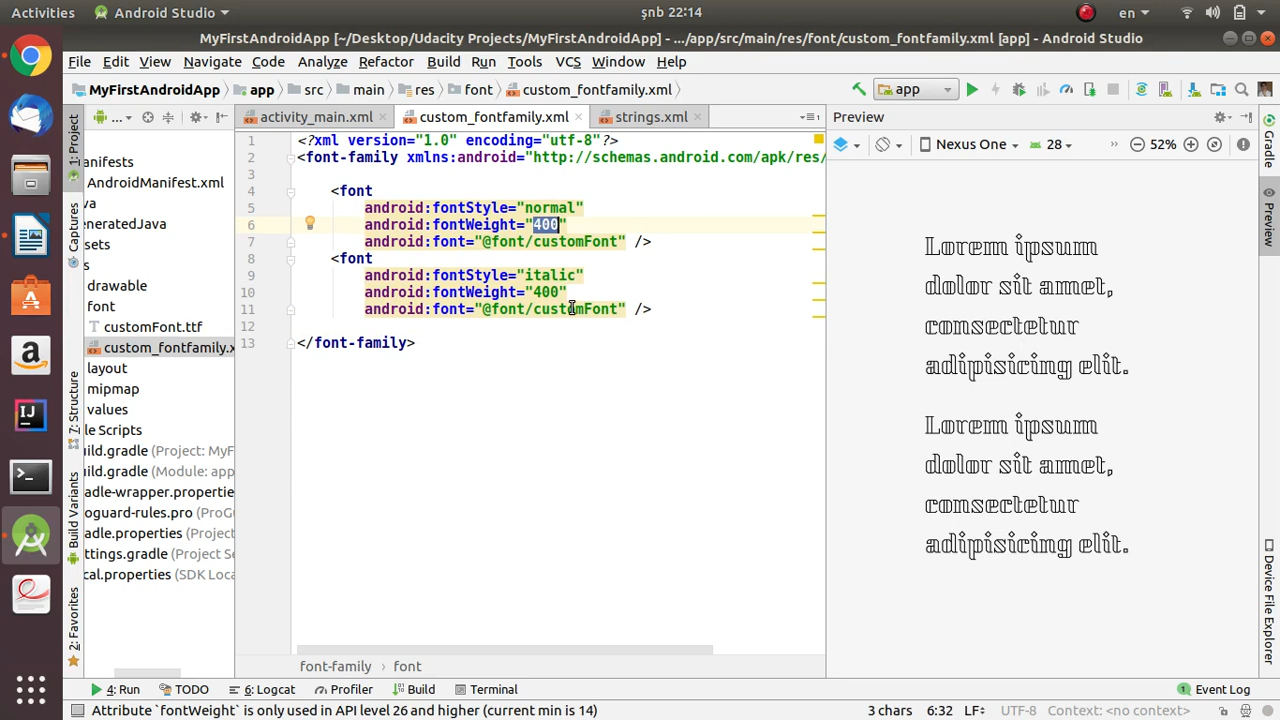 Activities
Android Studio
şnb 22:14
en
MyFirstAndroidApp [~/Desktop/Udacity Projects/MyFirstAndroidApp] - .../app/src/main/res/font/custom_fontfamily.xml [app] - Android Studio
File Edit View Navigate Code Analyze Refactor Build Run Tools VCS Window Help
MyFirstAndroidApp app src main res font custom_fontfamily.xml
app
1: Project
Captures
7: Structure
Build Variants
2: Favorites
...
anifests
AndroidManifest.xml
eneratedJava
sets
s
drawable
font
customFont.ttf
custom_fontfamily.x
layout
mipmap
values
le Scripts
uild.gradle (Project: MyF
uild.gradle (Module: app
adle-wrapper.properties
oguard-rules.pro (ProG
adle.properties (Project
ttings.gradle (Project Se
cal.properties (SDK Loca
activity_main.xml custom_fontfamily.xml strings.xml
1 <?xml version="1.0" encoding="utf-8"?>
2 <font-family xmlns:android="http://schemas.android.com/apk/res/
3
4 <font
5 android:fontStyle="normal"
6 android:fontWeight="400"
7 android:font="@font/customFont" />
8 <font
9 android:fontStyle="italic"
10 android:fontWeight="400"
11 android:font="@font/customFont" />
12
13 </font-family>
font-family › font
Preview
Nexus One 28 » 52%
Lorem ipsum
dolor sit amet,
consectetur
adipisicing elit.
Lorem ipsum
dolor sit amet,
consectetur
adipisicing elit.
Gradle
Preview
Device File Explorer
4: Run TODO 6: Logcat Profiler Build Terminal
1 Event Log
Attribute `fontWeight` is only used in API level 26 and higher (current min is 14)
3 chars 6:32 LF÷ UTF-8 Context: <no context>